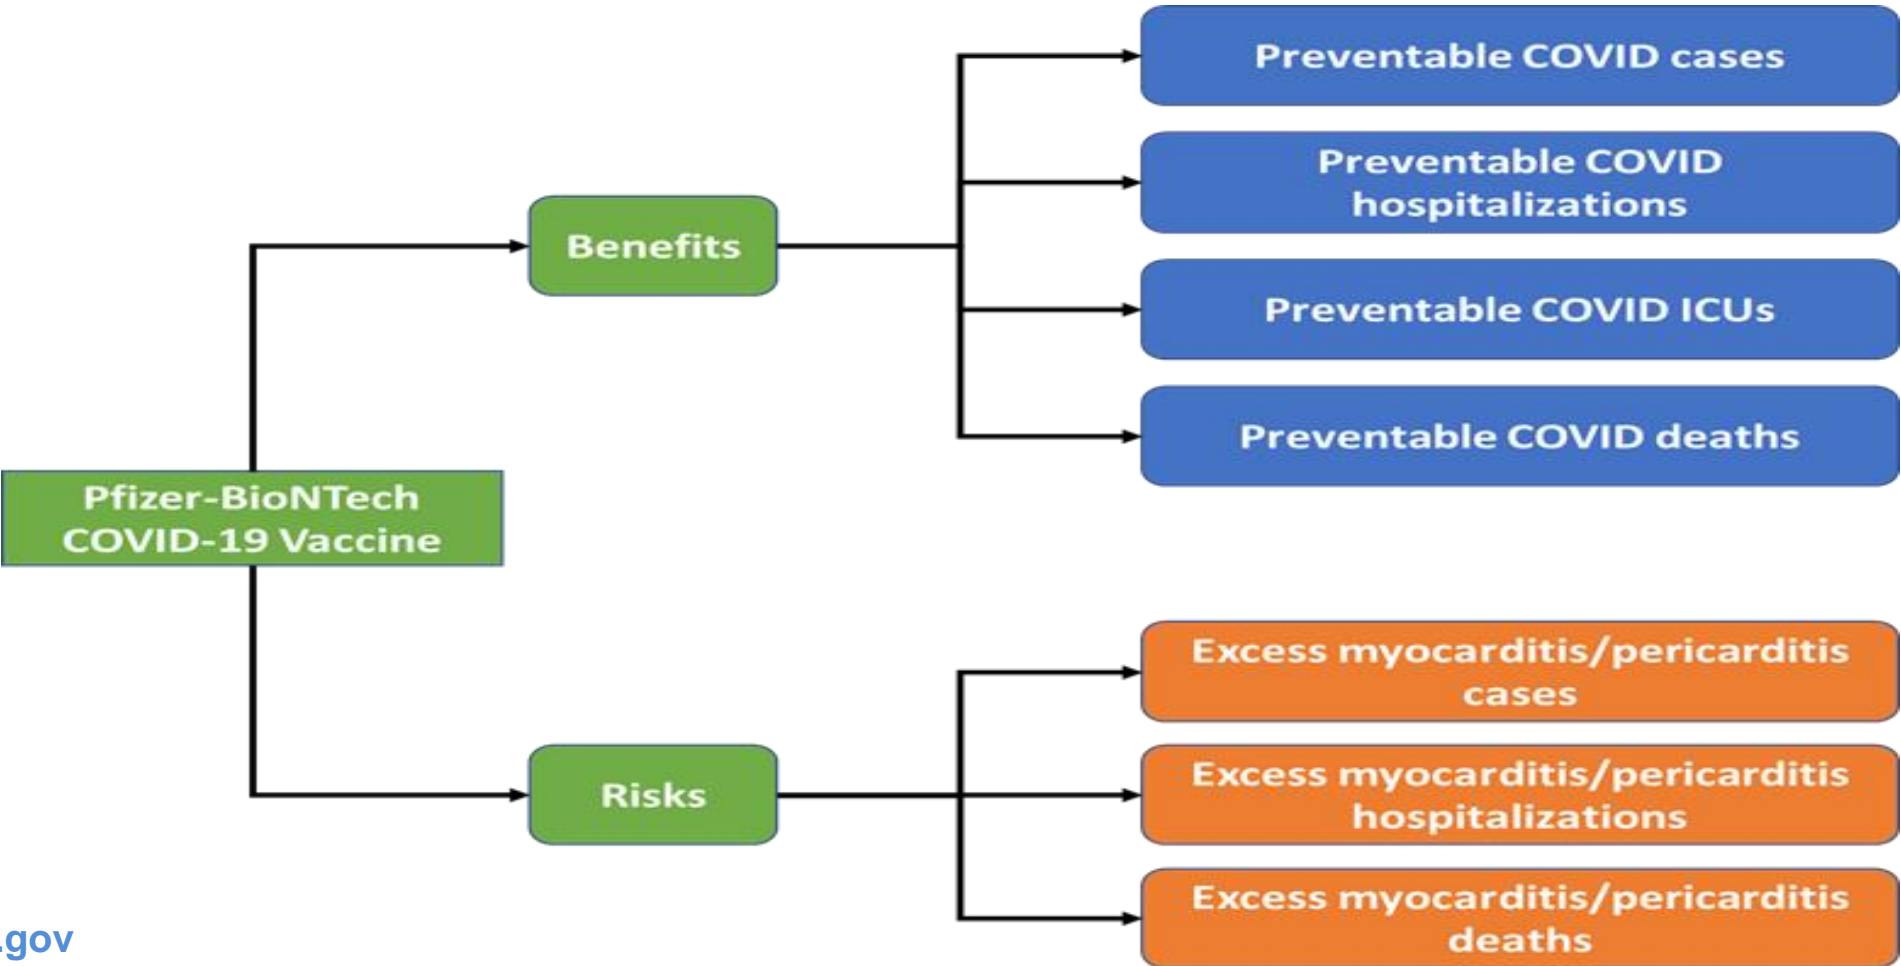 Preventable COVID cases
Preventable COVID
hospitalizations
Benefits
Preventable COVID ICUs
Preventable COVID deaths
Pfizer-BioNTech
COVID-19 Vaccine
Excess myocarditis/pericarditis
cases
Risks
Excess myocarditis/pericarditis
hospitalizations
Excess myocarditis/pericarditis
deaths
.gov